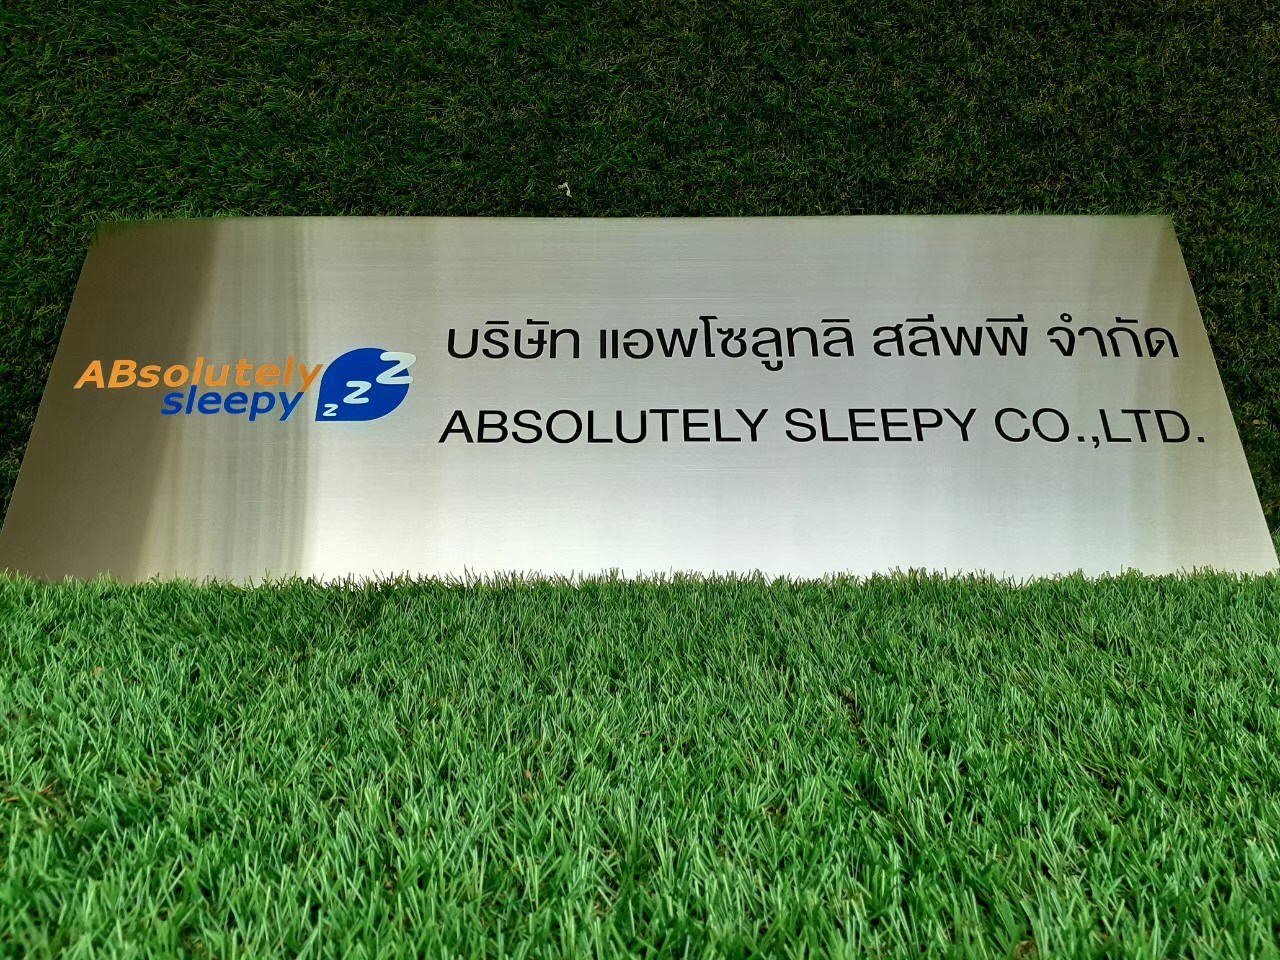 ABsolutely
sleepy
z z z
บริษัท แอพโซลูทลิ สลีพพี จำกัด
ABSOLUTELY SLEEPY CO.,LTD.